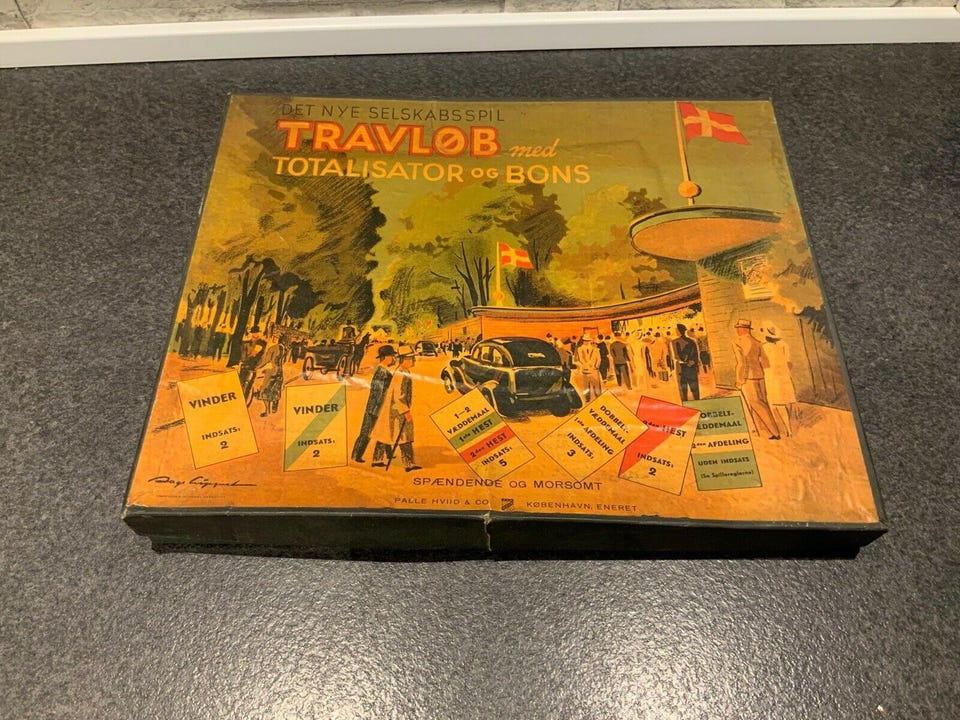 DET NYE SELSKABSSPIL
TRAVLØB med
TOTALISATOR OG BONS
VINDER
INDSATS:
2
VINDER
INDSATS:
2
1-2
VÆDDEMAAL
1ste HEST
2den HEST
INDSATS:
5
DOBBELT-
VÆDDEMAAL
1ste AFDELING
INDSATS:
3
HEST
INDSATS:
2
DOBBELT-
VÆDDEMAAL
2den AFDELING
UDEN INDSATS
(Se Spillereglerne)
SPÆNDENDE OG MORSOMT
PALLE HVIID & CO. KØBENHAVN, ENERET